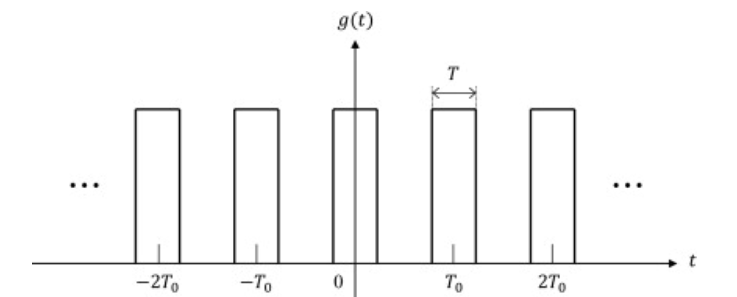 g(t)
T
... ...
t
−2T₀ −T₀ 0 T₀ 2T₀